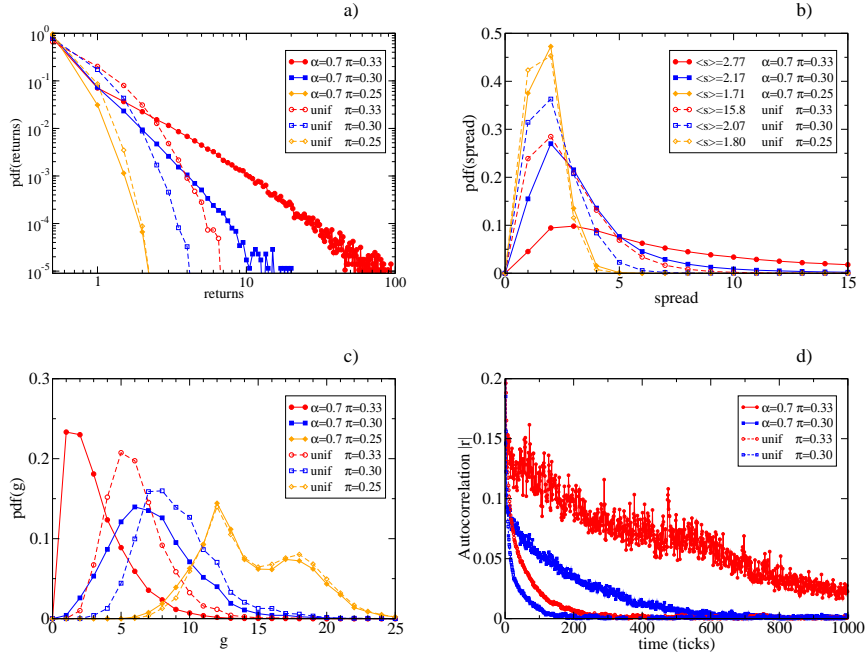 a)
10^0
10^-1
10^-2
10^-3
10^-4
10^-5
pdf(returns)
1
10
100
returns
α=0.7 π=0.33
α=0.7 π=0.30
α=0.7 π=0.25
unif π=0.33
unif π=0.30
unif π=0.25
b)
0.5
0.4
0.3
0.2
0.1
0
pdf(spread)
0 5 10 15
spread
<s>=2.77 α=0.7 π=0.33
<s>=2.17 α=0.7 π=0.30
<s>=1.71 α=0.7 π=0.25
<s>=15.8 unif π=0.33
<s>=2.07 unif π=0.30
<s>=1.80 unif π=0.25
c)
0.3
0.2
0.1
0
pdf(g)
0 5 10 15 20 25
g
α=0.7 π=0.33
α=0.7 π=0.30
α=0.7 π=0.25
unif π=0.33
unif π=0.30
unif π=0.25
d)
0.2
0.15
0.1
0.05
0
Autocorrelation |r|
0 200 400 600 800 1000
time (ticks)
α=0.7 π=0.33
α=0.7 π=0.30
unif π=0.33
unif π=0.30